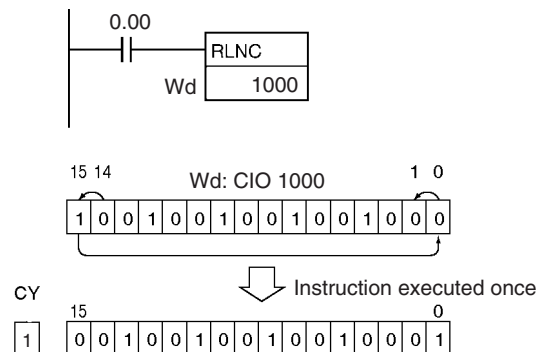 0.00
RLNC
Wd 1000
15 14 1 0
Wd: CIO 1000
1 0 0 1 0 0 1 0 0 1 0 0 1 0 0 0
Instruction executed once
CY
15 0
1 0 0 1 0 0 1 0 0 1 0 0 1 0 0 0 1